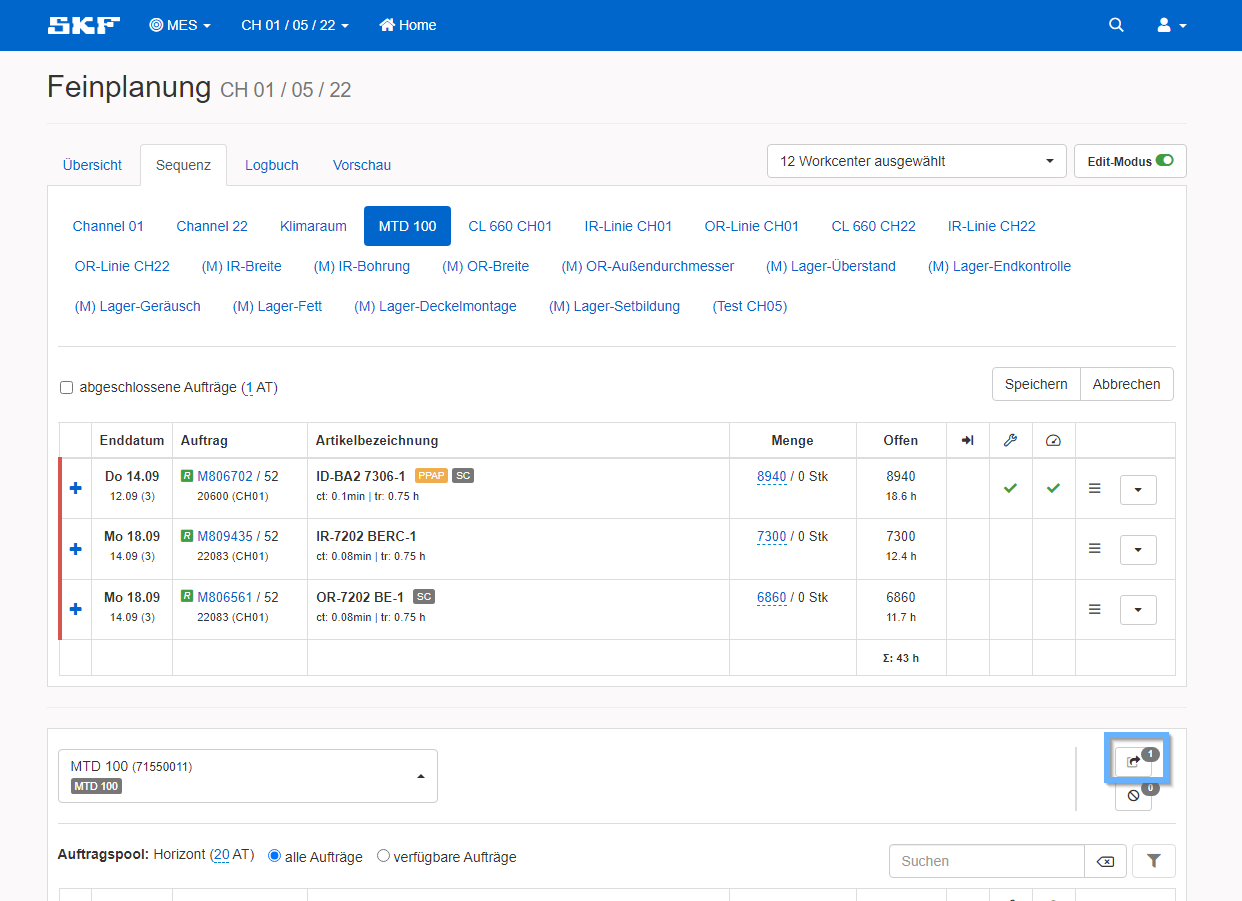 SKF MES CH 01 / 05 / 22 Home
Feinplanung CH 01 / 05 / 22
Übersicht Sequenz Logbuch Vorschau 12 Workcenter ausgewählt Edit-Modus
Channel 01 Channel 22 Klimaraum MTD 100 CL 660 CH01 IR-Linie CH01 OR-Linie CH01 CL 660 CH22 IR-Linie CH22
OR-Linie CH22 (M) IR-Breite (M) IR-Bohrung (M) OR-Breite (M) OR-Außendurchmesser (M) Lager-Überstand (M) Lager-Endkontrolle
(M) Lager-Geräusch (M) Lager-Fett (M) Lager-Deckelmontage (M) Lager-Setbildung (Test CH05)
abgeschlossene Aufträge (1 AT) Speichern Abbrechen
Enddatum Auftrag Artikelbezeichnung Menge Offen
Do 14.09 R M806702 / 52 ID-BA2 7306-1 PPAP SC 8940 / 0 Stk 8940
12.09 (3) 20600 (CH01) ct: 0.1min | tr: 0.75 h 18.6 h
Mo 18.09 R M809435 / 52 IR-7202 BERC-1 7300 / 0 Stk 7300
14.09 (3) 22083 (CH01) ct: 0.08min | tr: 0.75 h 12.4 h
Mo 18.09 R M806561 / 52 OR-7202 BE-1 SC 6860 / 0 Stk 6860
14.09 (3) 22083 (CH01) ct: 0.08min | tr: 0.75 h 11.7 h
Σ: 43 h
MTD 100 (71550011) 1
MTD 100 0
Auftragspool: Horizont (20 AT) alle Aufträge verfügbare Aufträge Suchen